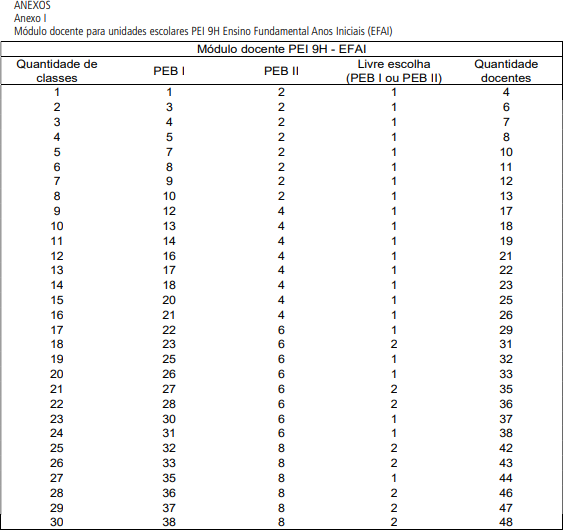 ANEXOS
Anexo I
Módulo docente para unidades escolares PEI 9H Ensino Fundamental Anos Iniciais (EFAI)
Módulo docente PEI 9H - EFAI
Quantidade de classes PEB I PEB II Livre escolha (PEB I ou PEB II) Quantidade docentes
1 1 2 1 4
2 3 2 1 6
3 4 2 1 7
4 5 2 1 8
5 7 2 1 10
6 8 2 1 11
7 9 2 1 12
8 10 2 1 13
9 12 4 1 17
10 13 4 1 18
11 14 4 1 19
12 16 4 1 21
13 17 4 1 22
14 18 4 1 23
15 20 4 1 25
16 21 4 1 26
17 22 6 1 29
18 23 6 2 31
19 25 6 1 32
20 26 6 1 33
21 27 6 2 35
22 28 6 2 36
23 30 6 1 37
24 31 6 1 38
25 32 8 2 42
26 33 8 2 43
27 35 8 1 44
28 36 8 2 46
29 37 8 2 47
30 38 8 2 48